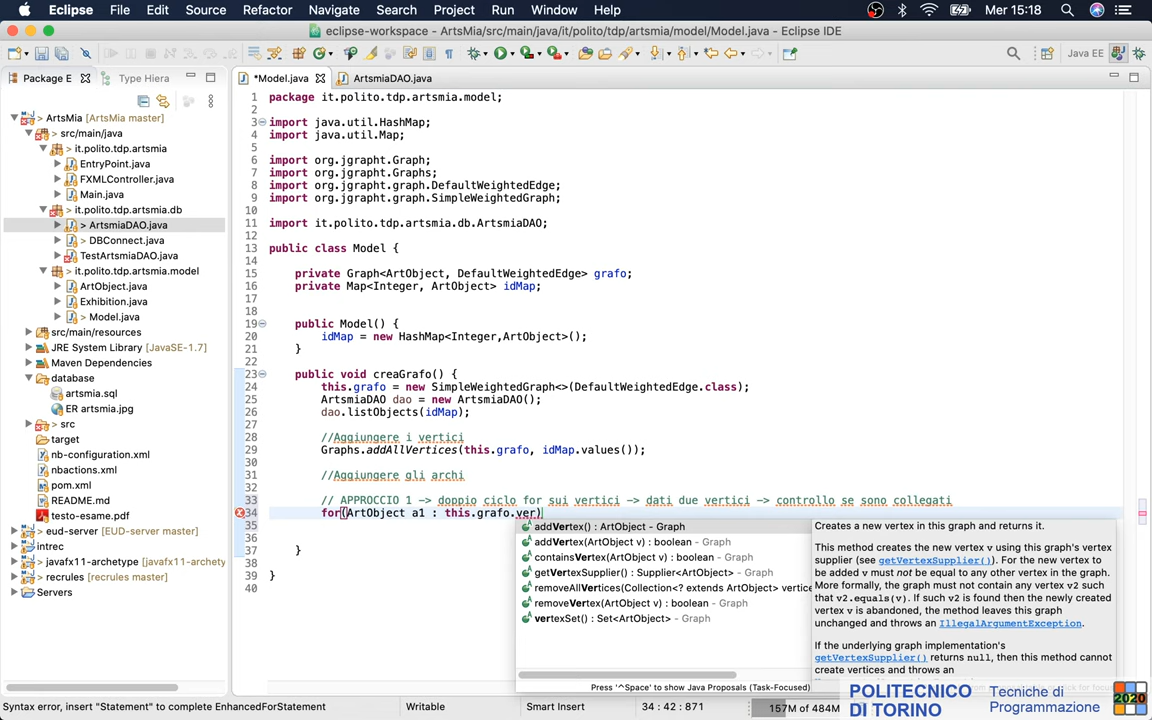 Eclipse File Edit Source Refactor Navigate Search Project Run Window Help Mer 15:18
eclipse-workspace - ArtsMia/src/main/java/it/polito/tdp/artsmia/model/Model.java - Eclipse IDE
Java EE
Package E Type Hiera
*Model.java ArtsmiaDAO.java
> ArtsMia [ArtsMia master]
> src/main/java
> it.polito.tdp.artsmia
EntryPoint.java
FXMLController.java
Main.java
> it.polito.tdp.artsmia.db
> ArtsmiaDAO.java
> DBConnect.java
TestArtsmiaDAO.java
> it.polito.tdp.artsmia.model
ArtObject.java
Exhibition.java
> Model.java
src/main/resources
JRE System Library [JavaSE-1.7]
Maven Dependencies
database
artsmia.sql
ER artsmia.jpg
> src
target
nb-configuration.xml
nbactions.xml
pom.xml
README.md
testo-esame.pdf
> eud-server [EUD-server master]
intrec
> javafx11-archetype [javafx11-archety
> recrules [recrules master]
Servers
1 package it.polito.tdp.artsmia.model;
2
3 import java.util.HashMap;
4 import java.util.Map;
5
6 import org.jgrapht.Graph;
7 import org.jgrapht.Graphs;
8 import org.jgrapht.graph.DefaultWeightedEdge;
9 import org.jgrapht.graph.SimpleWeightedGraph;
10
11 import it.polito.tdp.artsmia.db.ArtsmiaDAO;
12
13 public class Model {
14
15 private Graph<ArtObject, DefaultWeightedEdge> grafo;
16 private Map<Integer, ArtObject> idMap;
17
18
19 public Model() {
20 idMap = new HashMap<Integer,ArtObject>();
21 }
22
23 public void creaGrafo() {
24 this.grafo = new SimpleWeightedGraph<>(DefaultWeightedEdge.class);
25 ArtsmiaDAO dao = new ArtsmiaDAO();
26 dao.listObjects(idMap);
27
28 //Aggiungere i vertici
29 Graphs.addAllVertices(this.grafo, idMap.values());
30
31 //Aggiungere gli archi
32
33 // APPROCCIO 1 -> doppio ciclo for sui vertici -> dati due vertici -> controllo se sono collegati
34 for(ArtObject a1 : this.grafo.ver)
35
36
37 }
38
39 }
40
addVertex() : ArtObject - Graph
addVertex(ArtObject v) : boolean - Graph
containsVertex(ArtObject v) : boolean - Graph
getVertexSupplier() : Supplier<ArtObject> - Graph
removeAllVertices(Collection<? extends ArtObject> vertice
removeVertex(ArtObject v) : boolean - Graph
vertexSet() : Set<ArtObject> - Graph
Press '^Space' to show Java Proposals (Task-Focused)
Creates a new vertex in this graph and returns it.
This method creates the new vertex v using this graph's vertex
supplier (see getVertexSupplier()). For the new vertex to
be added v must not be equal to any other vertex in the graph.
More formally, the graph must not contain any vertex v2 such
that v2.equals(v). If such v2 is found then the newly created
vertex v is abandoned, the method leaves this graph
unchanged and throws an IllegalArgumentException.
If the underlying graph implementation's
getVertexSupplier() returns null, then this method cannot
create vertices and throws an
Syntax error, insert "Statement" to complete EnhancedForStatement Writable Smart Insert 34 : 42 : 871 157M of 484M
POLITECNICO
DI TORINO
Tecniche di
Programmazione
2020